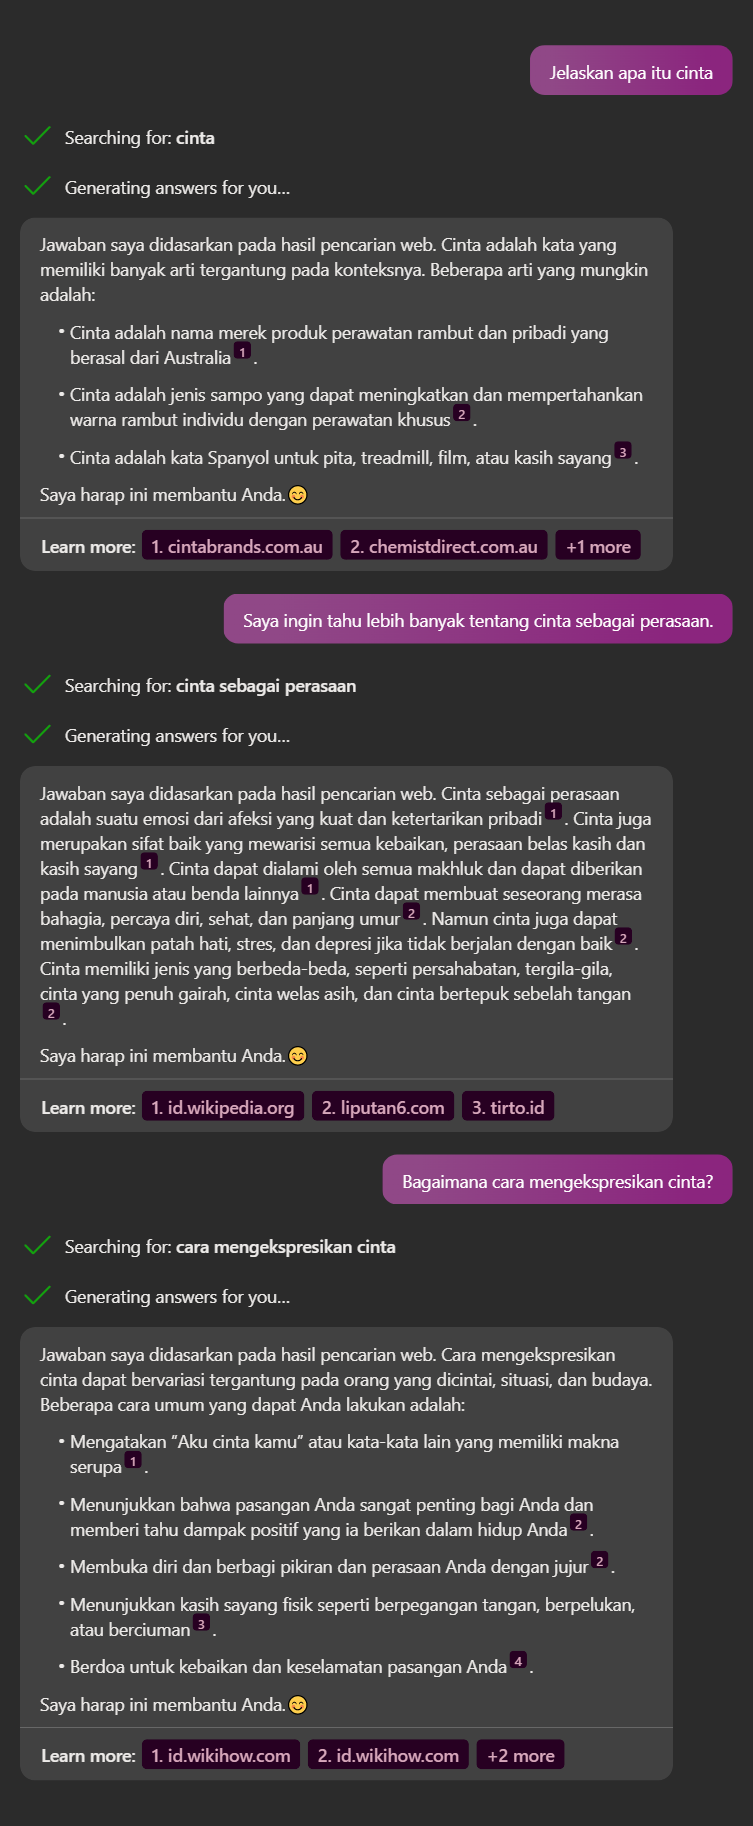 Jelaskan apa itu cinta
Searching for: cinta
Generating answers for you...
Jawaban saya didasarkan pada hasil pencarian web. Cinta adalah kata yang
memiliki banyak arti tergantung pada konteksnya. Beberapa arti yang mungkin
adalah:
• Cinta adalah nama merek produk perawatan rambut dan pribadi yang
berasal dari Australia 1 .
• Cinta adalah jenis sampo yang dapat meningkatkan dan mempertahankan
warna rambut individu dengan perawatan khusus 2 .
• Cinta adalah kata Spanyol untuk pita, treadmill, film, atau kasih sayang 3 .
Saya harap ini membantu Anda.😊
Learn more: 1. cintabrands.com.au 2. chemistdirect.com.au +1 more
Saya ingin tahu lebih banyak tentang cinta sebagai perasaan.
Searching for: cinta sebagai perasaan
Generating answers for you...
Jawaban saya didasarkan pada hasil pencarian web. Cinta sebagai perasaan
adalah suatu emosi dari afeksi yang kuat dan ketertarikan pribadi 1 . Cinta juga
merupakan sifat baik yang mewarisi semua kebaikan, perasaan belas kasih dan
kasih sayang 1 . Cinta dapat dialami oleh semua makhluk dan dapat diberikan
pada manusia atau benda lainnya 1 . Cinta dapat membuat seseorang merasa
bahagia, percaya diri, sehat, dan panjang umur 2 . Namun cinta juga dapat
menimbulkan patah hati, stres, dan depresi jika tidak berjalan dengan baik 2 .
Cinta memiliki jenis yang berbeda-beda, seperti persahabatan, tergila-gila,
cinta yang penuh gairah, cinta welas asih, dan cinta bertepuk sebelah tangan
2 .
Saya harap ini membantu Anda.😊
Learn more: 1. id.wikipedia.org 2. liputan6.com 3. tirto.id
Bagaimana cara mengekspresikan cinta?
Searching for: cara mengekspresikan cinta
Generating answers for you...
Jawaban saya didasarkan pada hasil pencarian web. Cara mengekspresikan
cinta dapat bervariasi tergantung pada orang yang dicintai, situasi, dan budaya.
Beberapa cara umum yang dapat Anda lakukan adalah:
• Mengatakan “Aku cinta kamu” atau kata-kata lain yang memiliki makna
serupa 1 .
• Menunjukkan bahwa pasangan Anda sangat penting bagi Anda dan
memberi tahu dampak positif yang ia berikan dalam hidup Anda 2 .
• Membuka diri dan berbagi pikiran dan perasaan Anda dengan jujur 2 .
• Menunjukkan kasih sayang fisik seperti berpegangan tangan, berpelukan,
atau berciuman 3 .
• Berdoa untuk kebaikan dan keselamatan pasangan Anda 4 .
Saya harap ini membantu Anda.😊
Learn more: 1. id.wikihow.com 2. id.wikihow.com +2 more